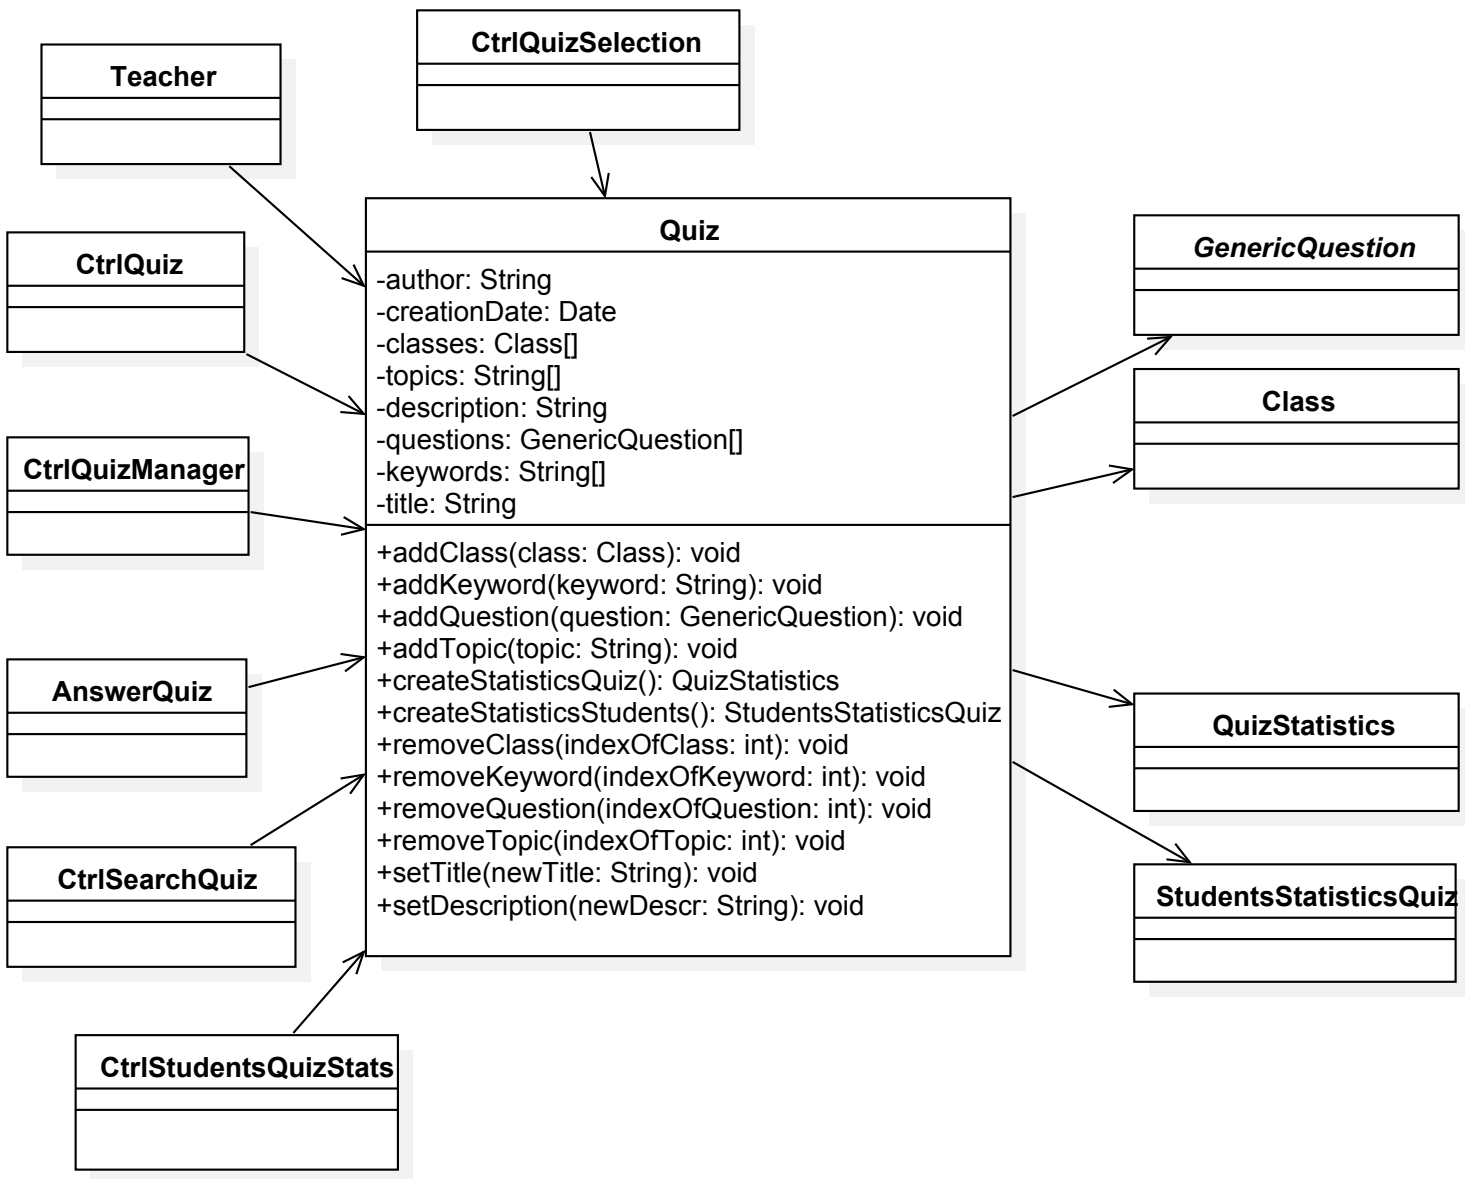 CtrlQuizSelection
Teacher
Quiz
-author: String
-creationDate: Date
-classes: Class[]
-topics: String[]
-description: String
-questions: GenericQuestion[]
-keywords: String[]
-title: String
+addClass(class: Class): void
+addKeyword(keyword: String): void
+addQuestion(question: GenericQuestion): void
+addTopic(topic: String): void
+createStatisticsQuiz(): QuizStatistics
+createStatisticsStudents(): StudentsStatisticsQuiz
+removeClass(indexOfClass: int): void
+removeKeyword(indexOfKeyword: int): void
+removeQuestion(indexOfQuestion: int): void
+removeTopic(indexOfTopic: int): void
+setTitle(newTitle: String): void
+setDescription(newDescr: String): void
CtrlQuiz
CtrlQuizManager
AnswerQuiz
CtrlSearchQuiz
CtrlStudentsQuizStats
GenericQuestion
Class
QuizStatistics
StudentsStatisticsQuiz